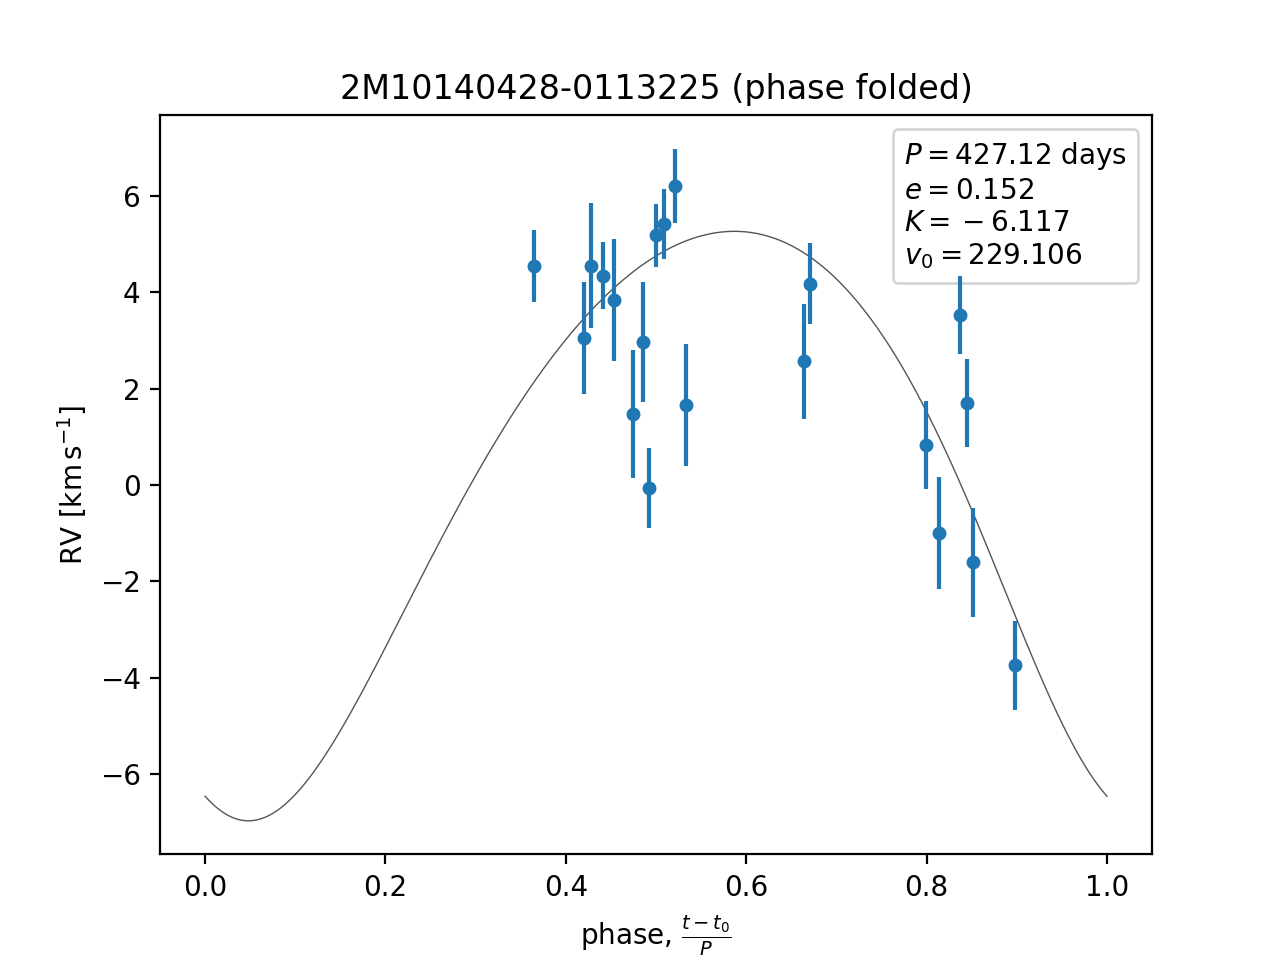 2M10140428-0113225 (phase folded)
P = 427.12 days
e = 0.152
K = −6.117
v₀ = 229.106
6
4
2
0
−2
−4
−6
RV [km s⁻¹]
0.0 0.2 0.4 0.6 0.8 1.0
phase, (t − t₀)/P